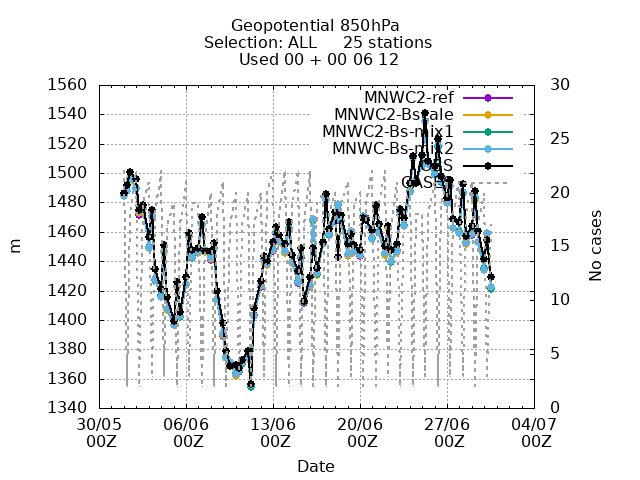 Geopotential 850hPa
Selection: ALL 25 stations
Used 00 + 00 06 12
1560
1540
1520
1500
1480
1460
1440
1420
1400
1380
1360
1340
m
30
25
20
15
10
5
0
No cases
MNWC2-ref
MNWC2-Bscale
MNWC2-Bs-mix1
MNWC-Bs-mix2
OBS
CASES
30/05 06/06 13/06 20/06 27/06 04/07
00Z 00Z 00Z 00Z 00Z 00Z
Date